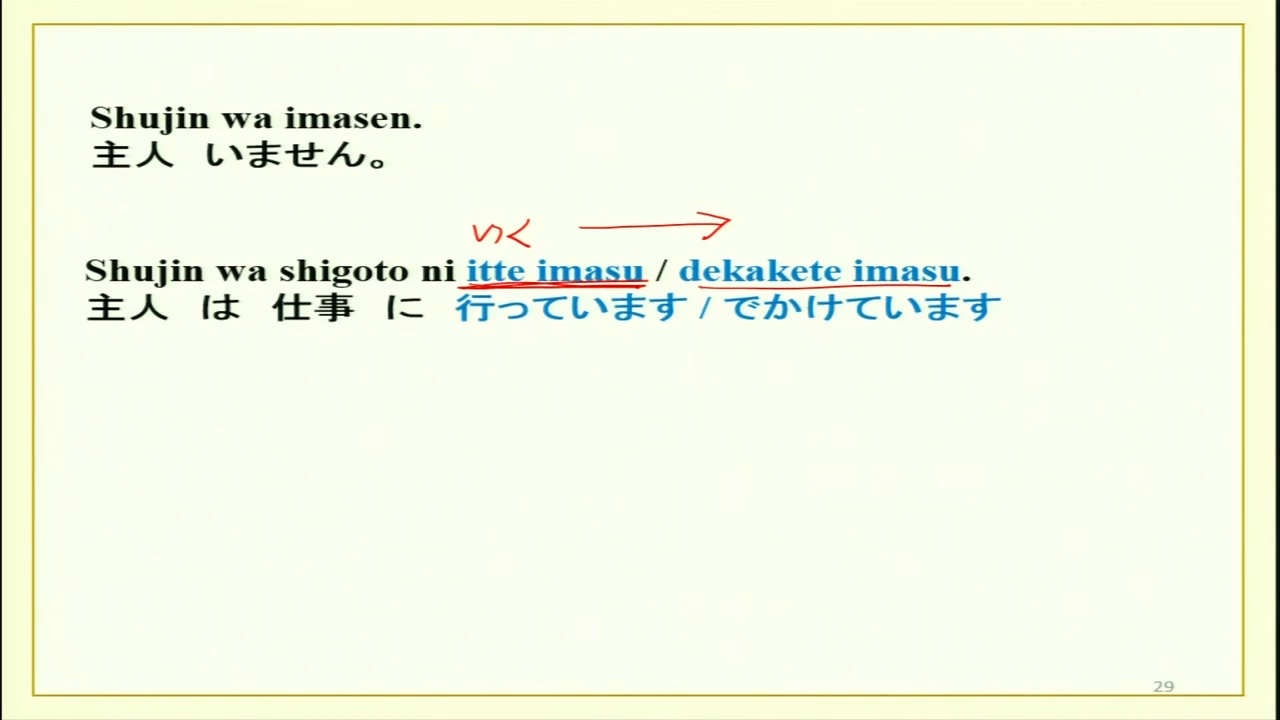 Shujin wa imasen.
主人 いません。
いく
Shujin wa shigoto ni itte imasu / dekakete imasu.
主人 は 仕事 に 行っています / でかけています
29